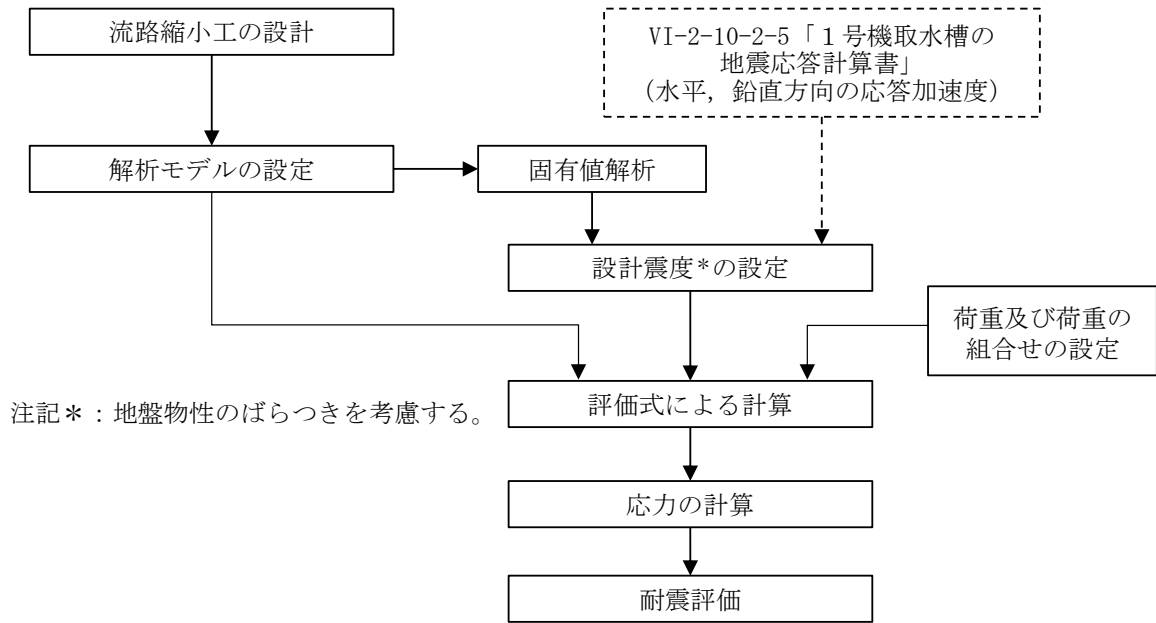 流路縮小工の設計
VI-2-10-2-5「１号機取水槽の
地震応答計算書」
（水平，鉛直方向の応答加速度）
解析モデルの設定
固有値解析
設計震度*の設定
荷重及び荷重の
組合せの設定
注記＊：地盤物性のばらつきを考慮する。
評価式による計算
応力の計算
耐震評価